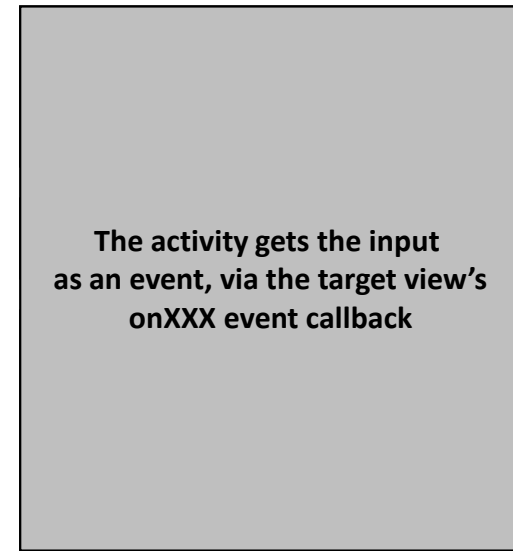 The activity gets the input
as an event, via the target view’s
onXXX event callback